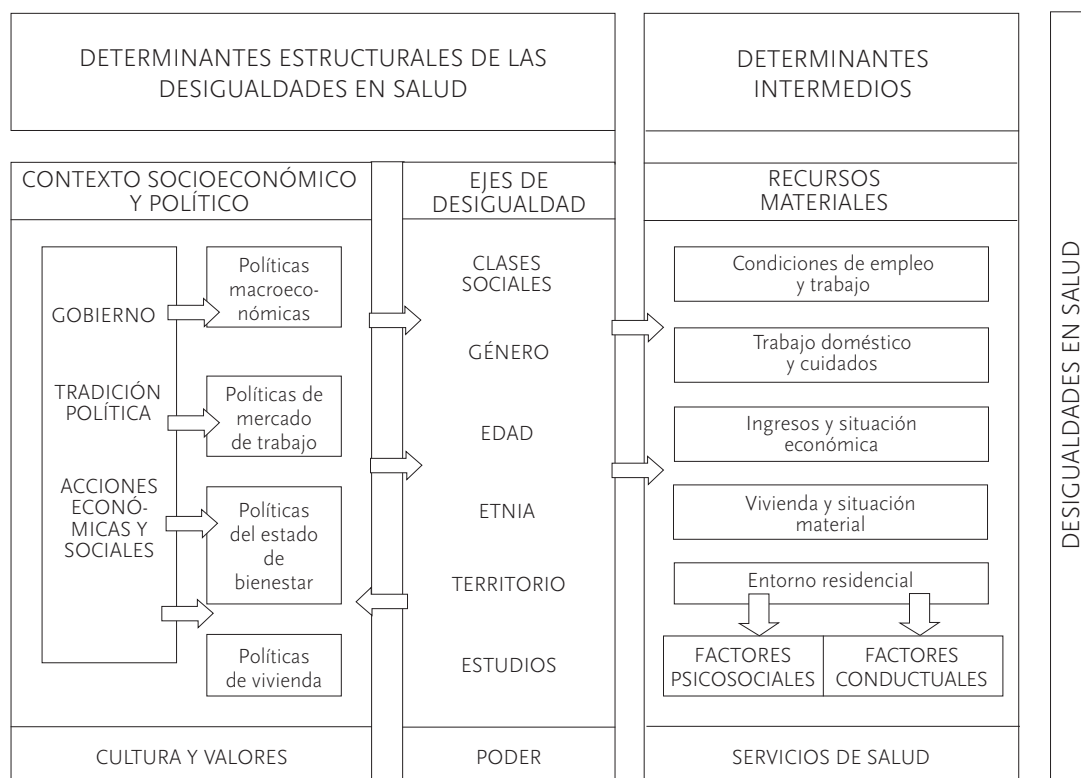 DETERMINANTES ESTRUCTURALES DE LAS
DESIGUALDADES EN SALUD
DETERMINANTES
INTERMEDIOS
CONTEXTO SOCIOECONÓMICO
Y POLÍTICO
GOBIERNO
TRADICIÓN
POLÍTICA
ACCIONES
ECONÓ-
MICAS Y
SOCIALES
Políticas
macroeco-
nómicas
Políticas de
mercado
de trabajo
Políticas
del estado
de
bienestar
Políticas
de vivienda
CULTURA Y VALORES
EJES DE
DESIGUALDAD
CLASES
SOCIALES
GÉNERO
EDAD
ETNIA
TERRITORIO
ESTUDIOS
PODER
RECURSOS
MATERIALES
Condiciones de empleo
y trabajo
Trabajo doméstico
y cuidados
Ingresos y situación
económica
Vivienda y situación
material
Entorno residencial
FACTORES
PSICOSOCIALES
FACTORES
CONDUCTUALES
SERVICIOS DE SALUD
DESIGUALDADES EN SALUD